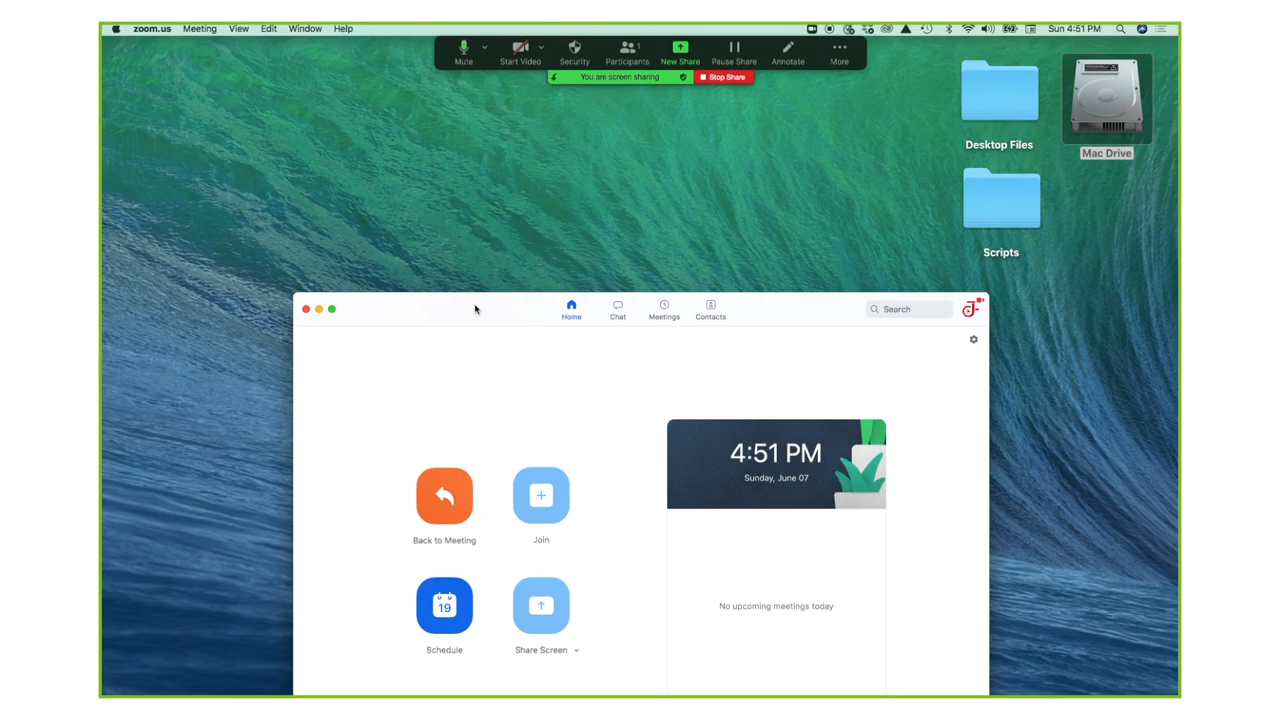 zoom.us Meeting View Edit Window Help
Sun 4:51 PM
Mute Start Video Security Participants 1 New Share Pause Share Annotate More
You are screen sharing Stop Share
Desktop Files
Mac Drive
Scripts
Home Chat Meetings Contacts
Search
4:51 PM
Sunday, June 07
Back to Meeting Join
19
Schedule Share Screen
No upcoming meetings today